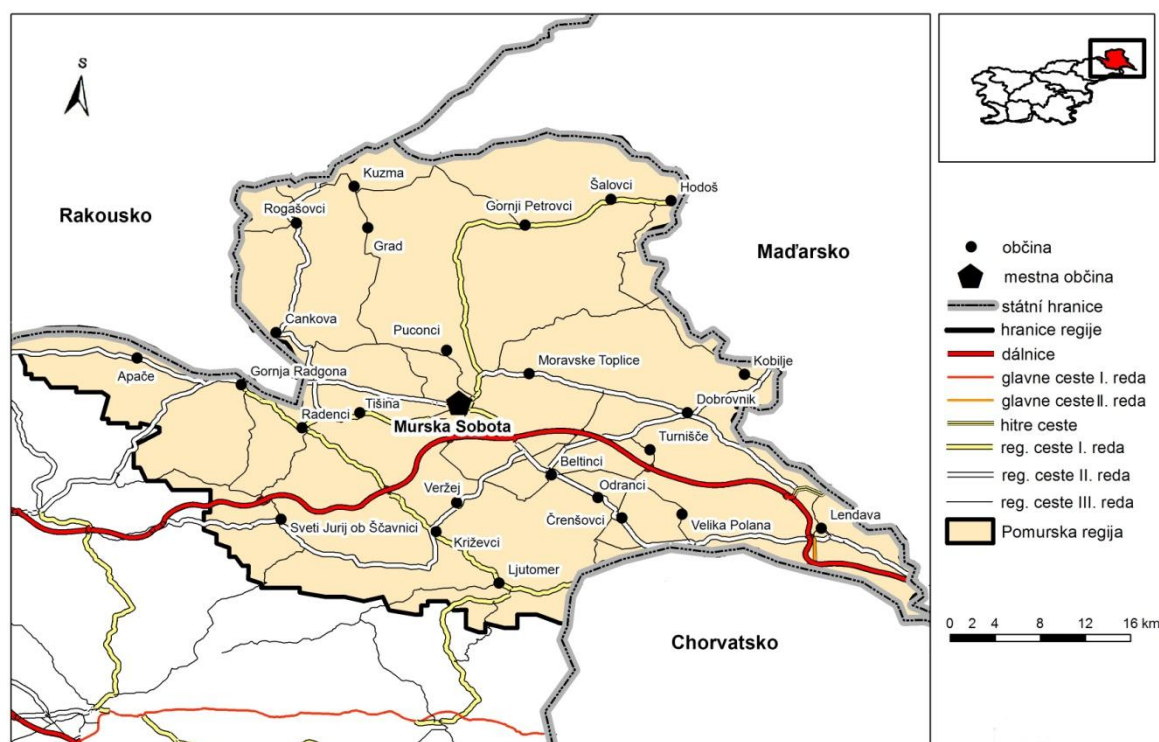 S
Kuzma
Šalovci
Hodoš
Rogašovci
Gornji Petrovci
Rakousko
Grad
Maďarsko
Cankova
Puconci
Moravske Toplice
Kobilje
Apače
Gornja Radgona
Tišina
Dobrovnik
Radenci
Murska Sobota
Turnišče
Beltinci
Veržej
Odranci
Sveti Jurij ob Ščavnici
Črenšovci
Velika Polana
Lendava
Križevci
Ljutomer
Chorvatsko
občina
mestna občina
státní hranice
hranice regije
dálnice
glavne ceste I. reda
glavne ceste II. reda
hitre ceste
reg. ceste I. reda
reg. ceste II. reda
reg. ceste III. reda
Pomurska regija
0 2 4 8 12 16 km